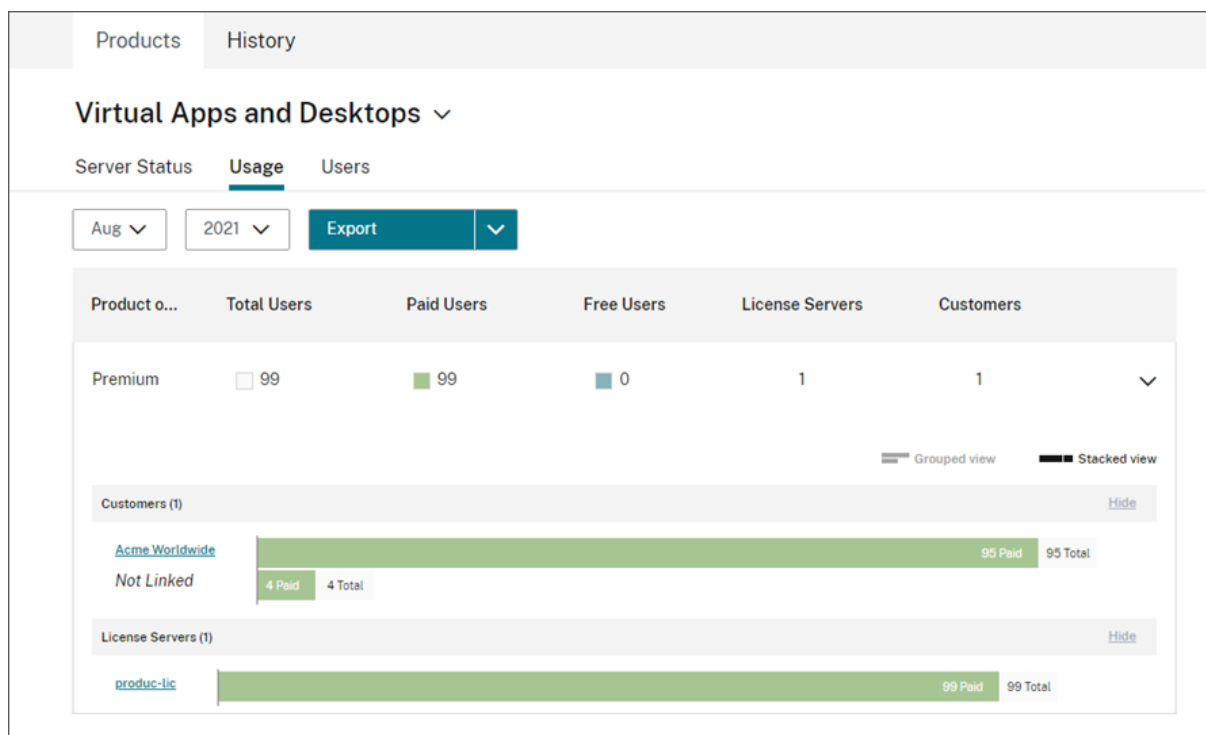 Products History
Virtual Apps and Desktops
Server Status Usage Users
Aug 2021 Export
Product o... Total Users Paid Users Free Users License Servers Customers
Premium 99 99 0 1 1
Grouped view Stacked view
Customers (1) Hide
Acme Worldwide 95 Paid 95 Total
Not Linked 4 Paid 4 Total
License Servers (1) Hide
produc-lic 99 Paid 99 Total